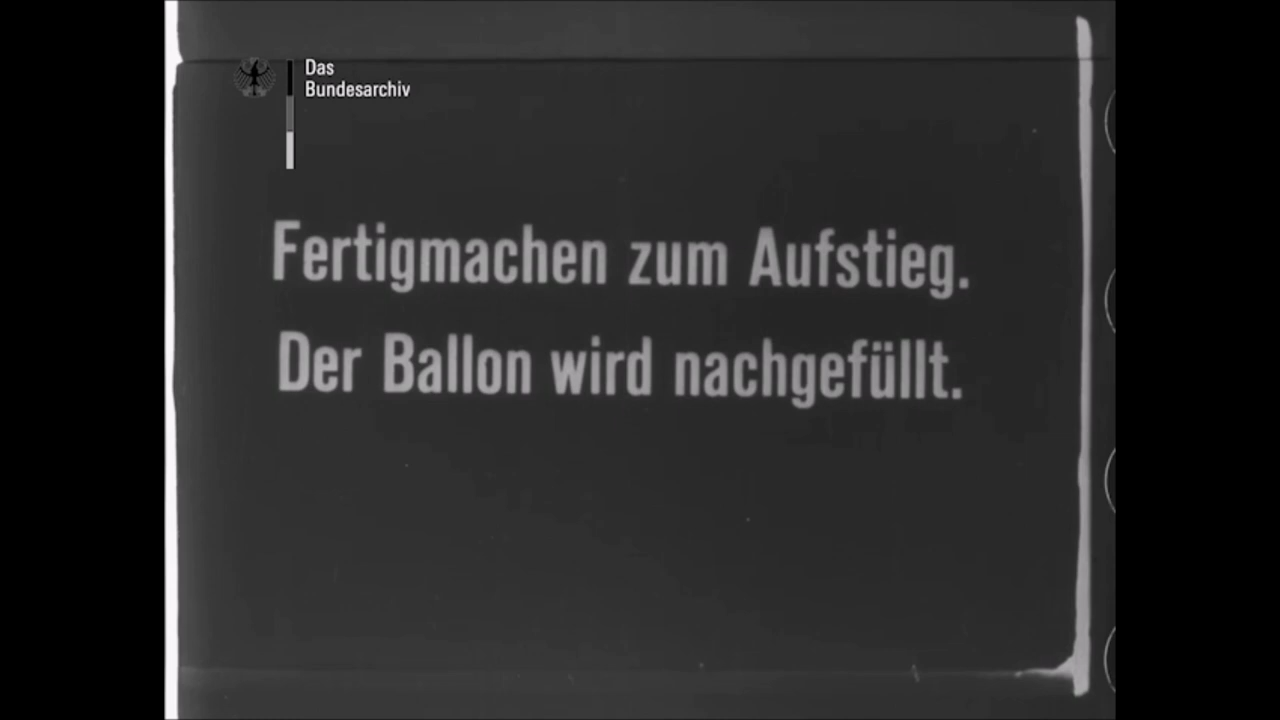 Das
Bundesarchiv
Fertigmachen zum Aufstieg.
Der Ballon wird nachgefüllt.